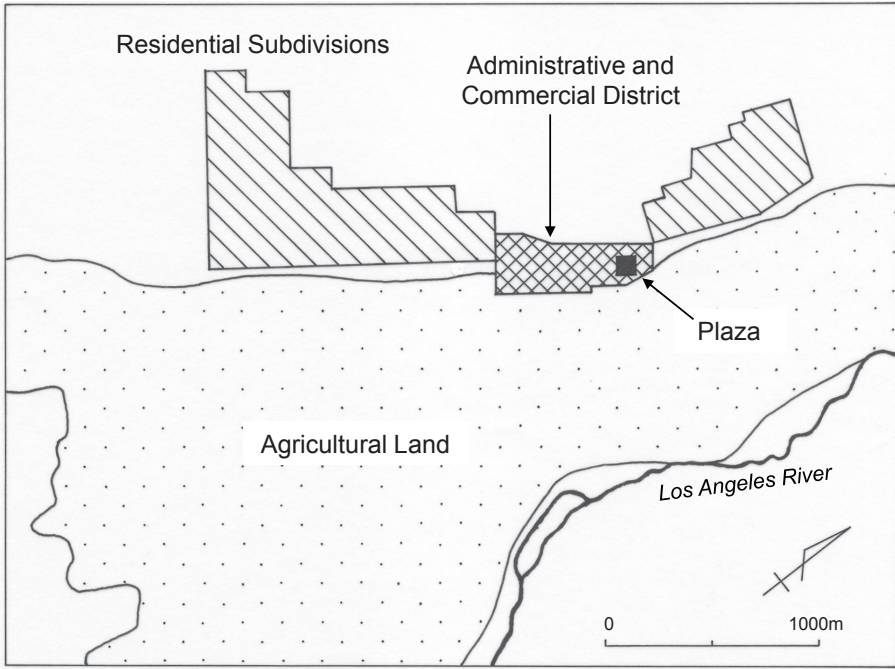 Residential Subdivisions
Administrative and
Commercial District
Plaza
Agricultural Land
Los Angeles River
0
1000m